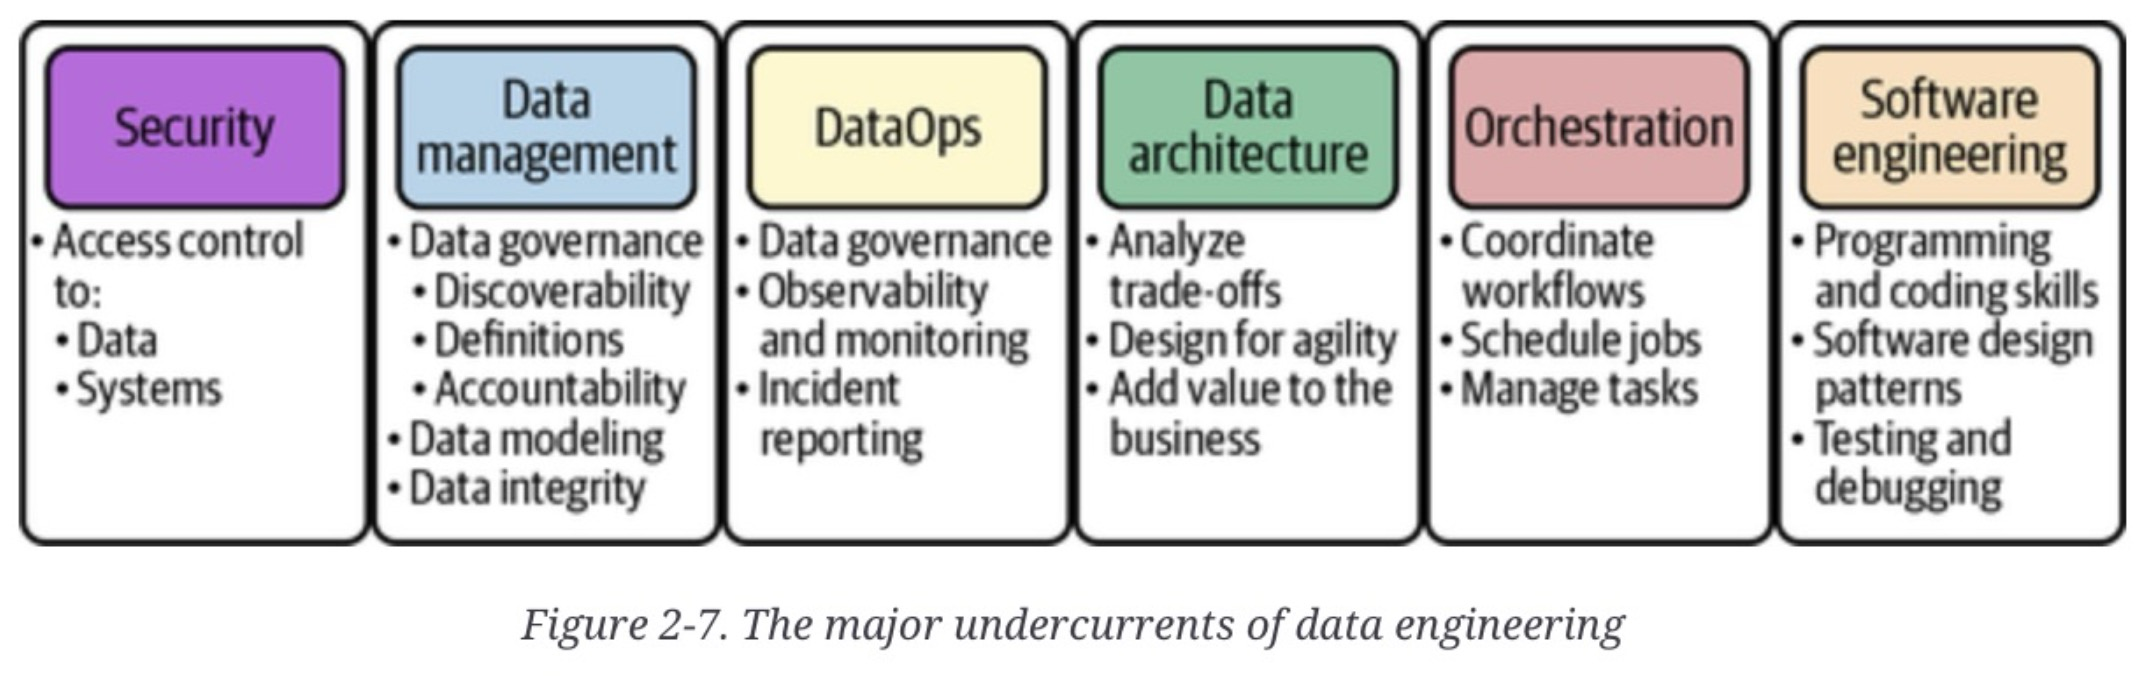 Security
• Access control
to:
• Data
• Systems
Data
management
• Data governance
• Discoverability
• Definitions
• Accountability
• Data modeling
• Data integrity
DataOps
• Data governance
• Observability
and monitoring
• Incident
reporting
Data
architecture
• Analyze
trade-offs
• Design for agility
• Add value to the
business
Orchestration
• Coordinate
workflows
• Schedule jobs
• Manage tasks
Software
engineering
• Programming
and coding skills
• Software design
patterns
• Testing and
debugging
Figure 2-7. The major undercurrents of data engineering